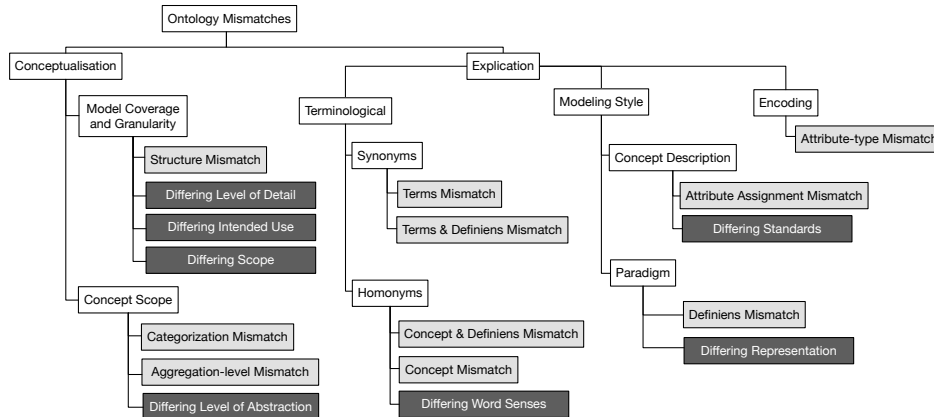 Ontology Mismatches
Conceptualisation
Model Coverage
and Granularity
Structure Mismatch
Differing Level of Detail
Differing Intended Use
Differing Scope
Concept Scope
Categorization Mismatch
Aggregation-level Mismatch
Differing Level of Abstraction
Explication
Terminological
Synonyms
Terms Mismatch
Terms & Definiens Mismatch
Homonyms
Concept & Definiens Mismatch
Concept Mismatch
Differing Word Senses
Modeling Style
Concept Description
Attribute Assignment Mismatch
Differing Standards
Paradigm
Definiens Mismatch
Differing Representation
Encoding
Attribute-type Mismatch